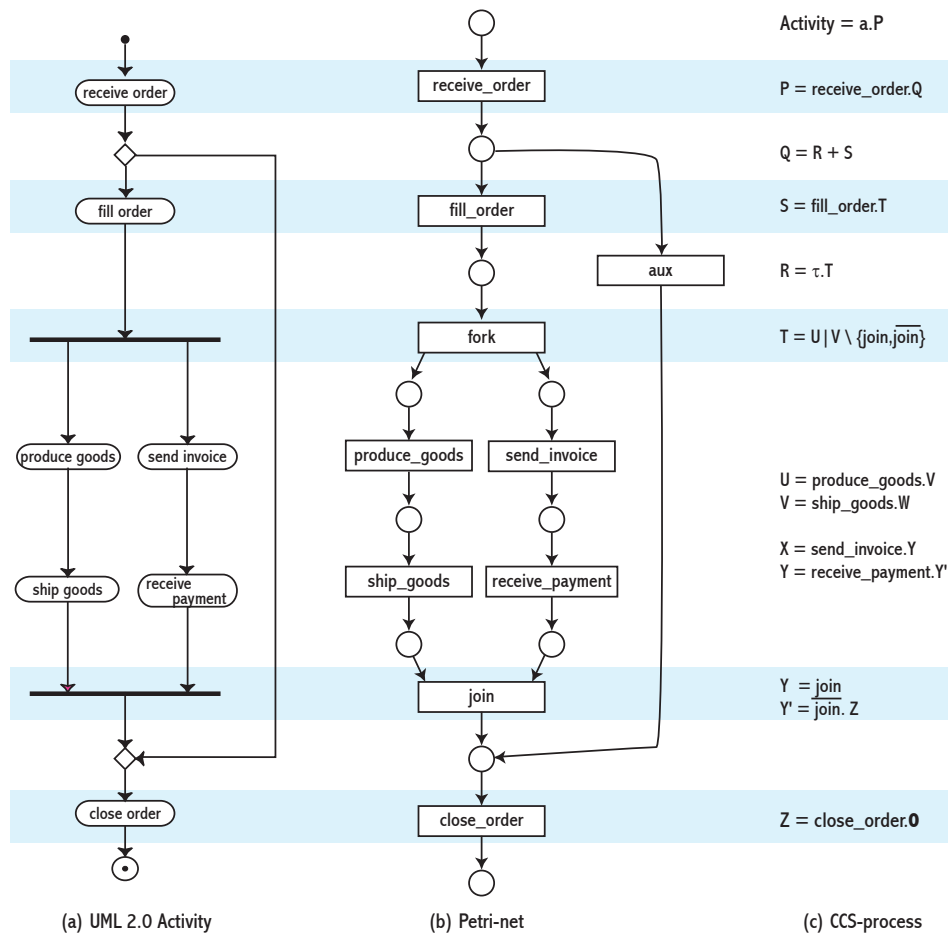 Activity = a.P
receive order
receive_order
P = receive_order.Q
Q = R + S
fill order
fill_order
S = fill_order.T
aux
R = τ.T
fork
T = U | V \ {join,j̅o̅i̅n̅}
produce goods
send invoice
produce_goods
send_invoice
U = produce_goods.V
V = ship_goods.W
X = send_invoice.Y
Y = receive_payment.Y'
ship goods
receive
payment
ship_goods
receive_payment
join
Y = join
Y' = j̅o̅i̅n̅. Z
close order
close_order
Z = close_order.0
(a) UML 2.0 Activity
(b) Petri-net
(c) CCS-process